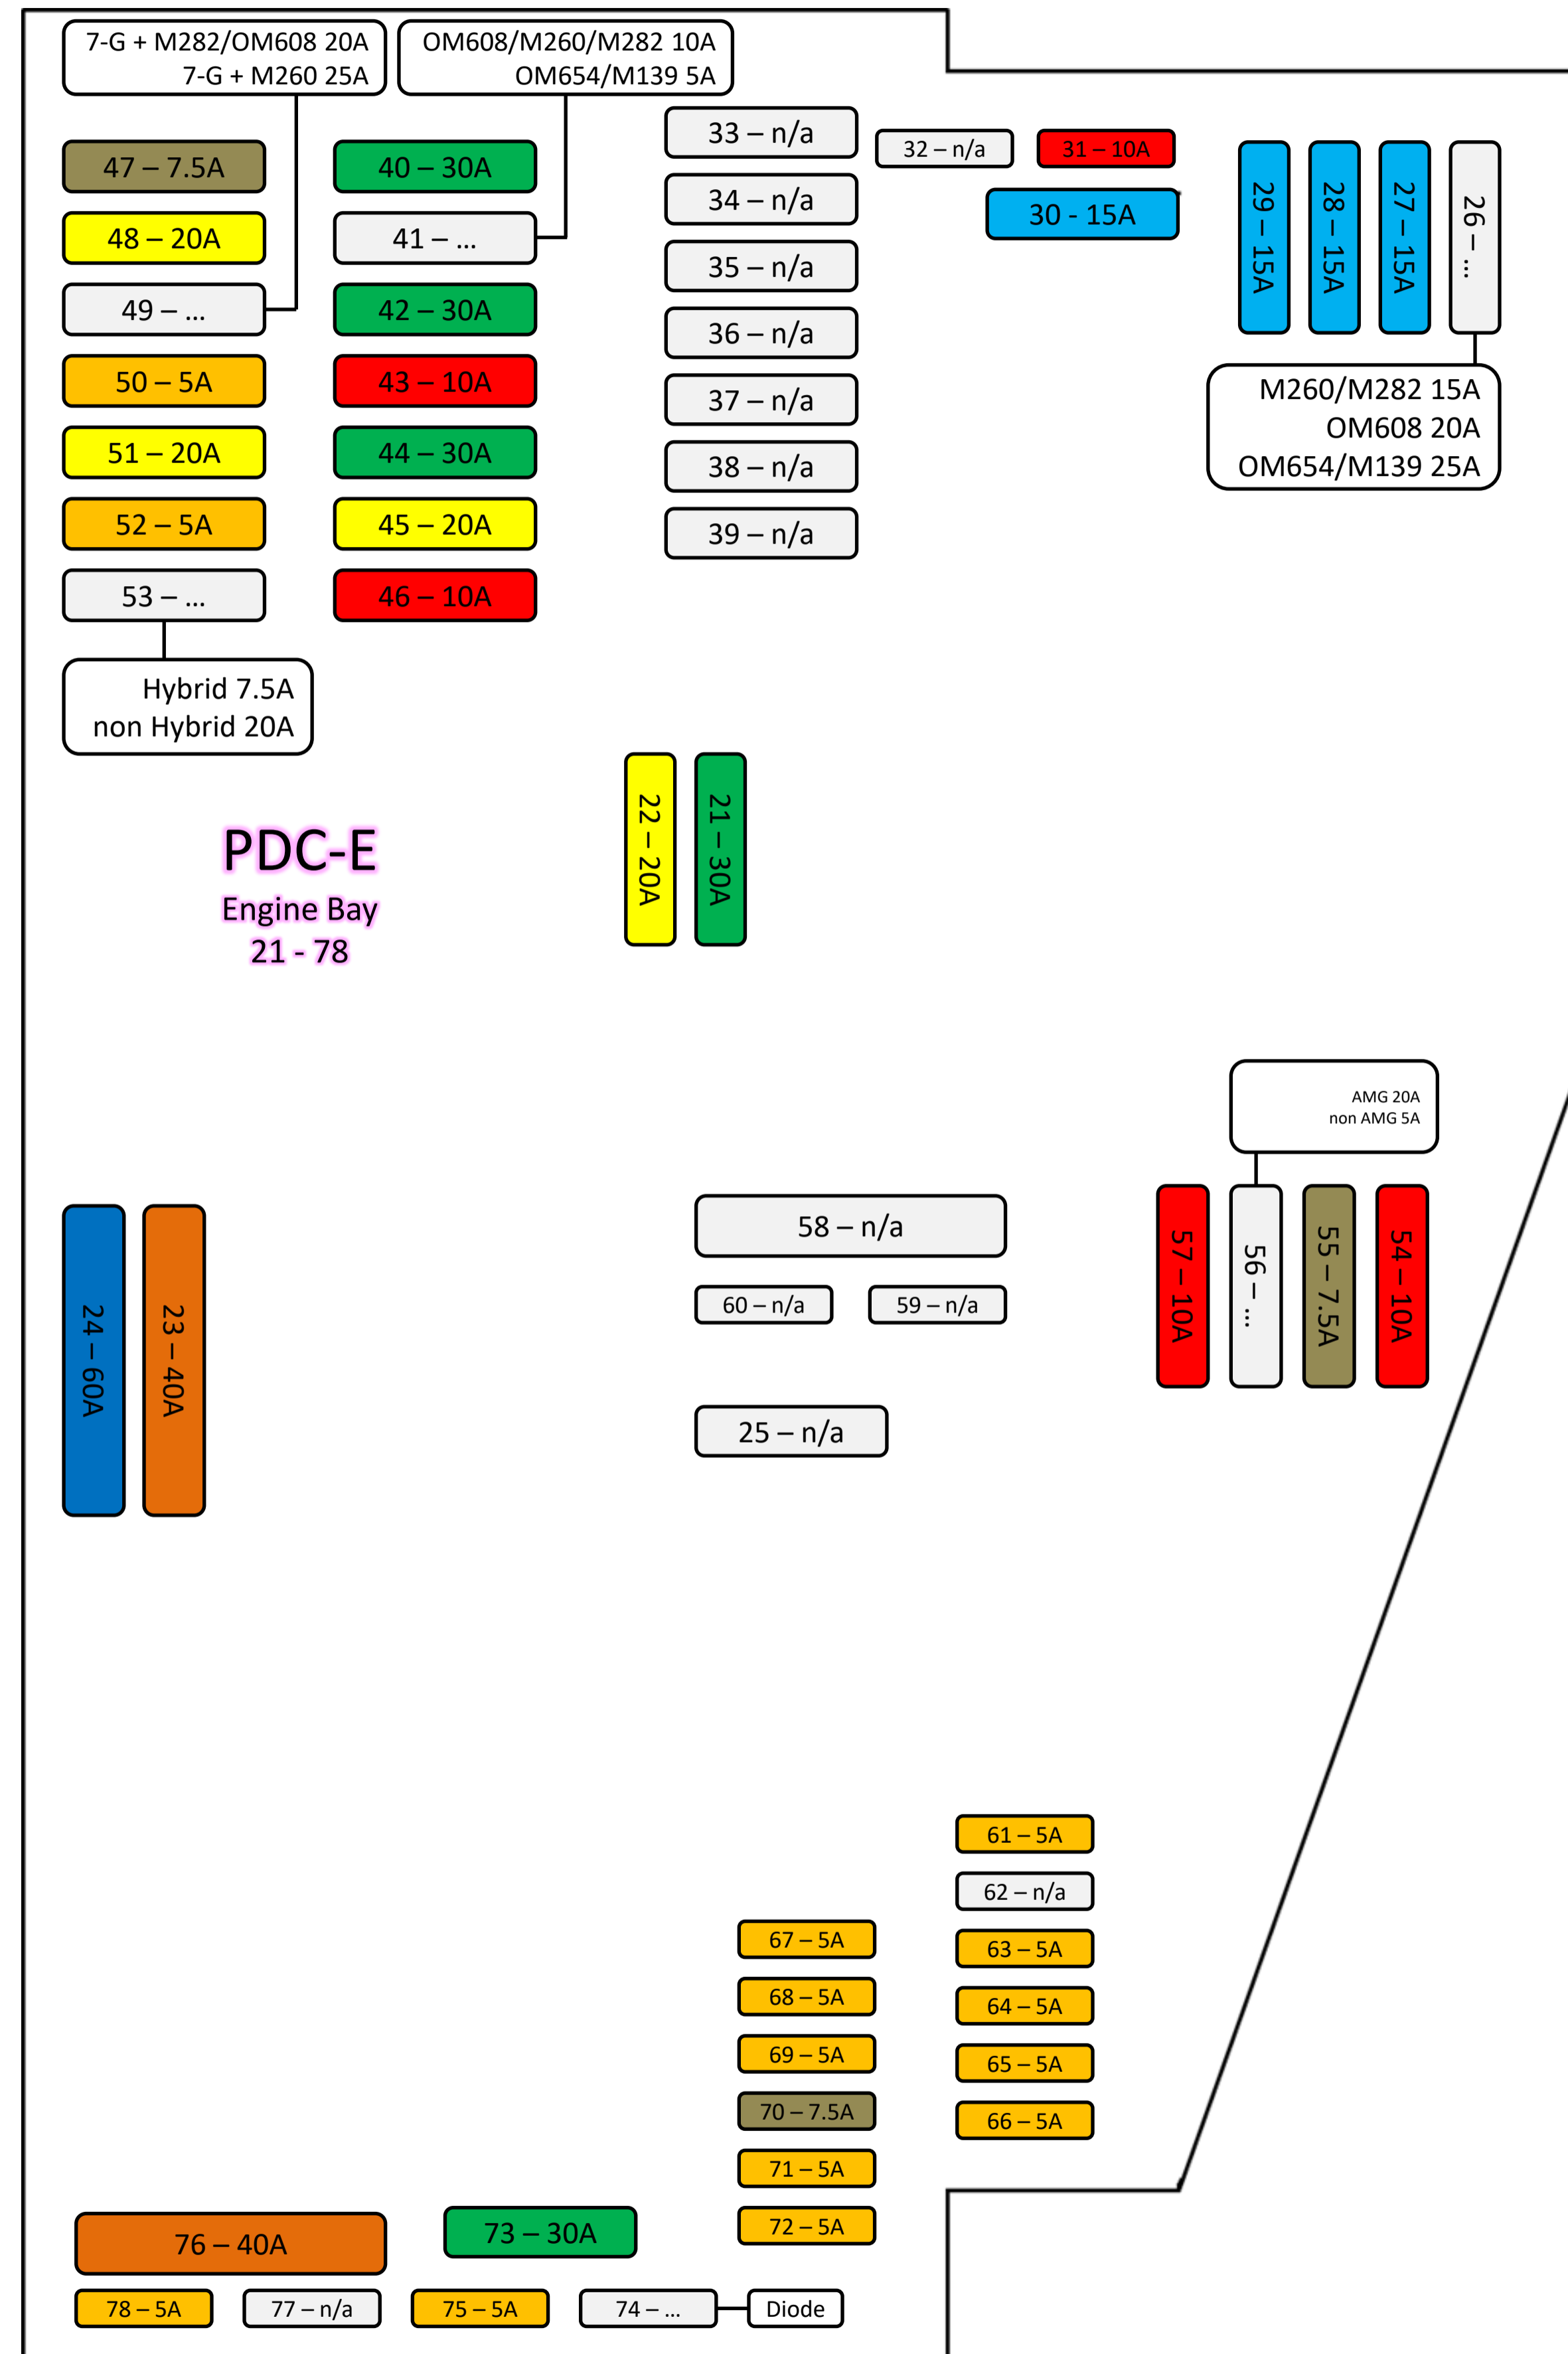 7-G + M282/OM608 20A
7-G + M260 25A
OM608/M260/M282 10A
OM654/M139 5A
47 – 7.5A
48 – 20A
49 – ...
50 – 5A
51 – 20A
52 – 5A
53 – ...
Hybrid 7.5A
non Hybrid 20A
40 – 30A
41 – ...
42 – 30A
43 – 10A
44 – 30A
45 – 20A
46 – 10A
33 – n/a
34 – n/a
35 – n/a
36 – n/a
37 – n/a
38 – n/a
39 – n/a
32 – n/a
31 – 10A
30 - 15A
29 – 15A
28 – 15A
27 – 15A
26 – ...
M260/M282 15A
OM608 20A
OM654/M139 25A
22 – 20A
21 – 30A
PDC-E
Engine Bay
21 - 78
AMG 20A
non AMG 5A
24 – 60A
23 – 40A
58 – n/a
60 – n/a
59 – n/a
25 – n/a
57 – 10A
56 – ...
55 – 7.5A
54 – 10A
61 – 5A
62 – n/a
63 – 5A
64 – 5A
65 – 5A
66 – 5A
67 – 5A
68 – 5A
69 – 5A
70 – 7.5A
71 – 5A
72 – 5A
76 – 40A
73 – 30A
78 – 5A
77 – n/a
75 – 5A
74 – ...
Diode